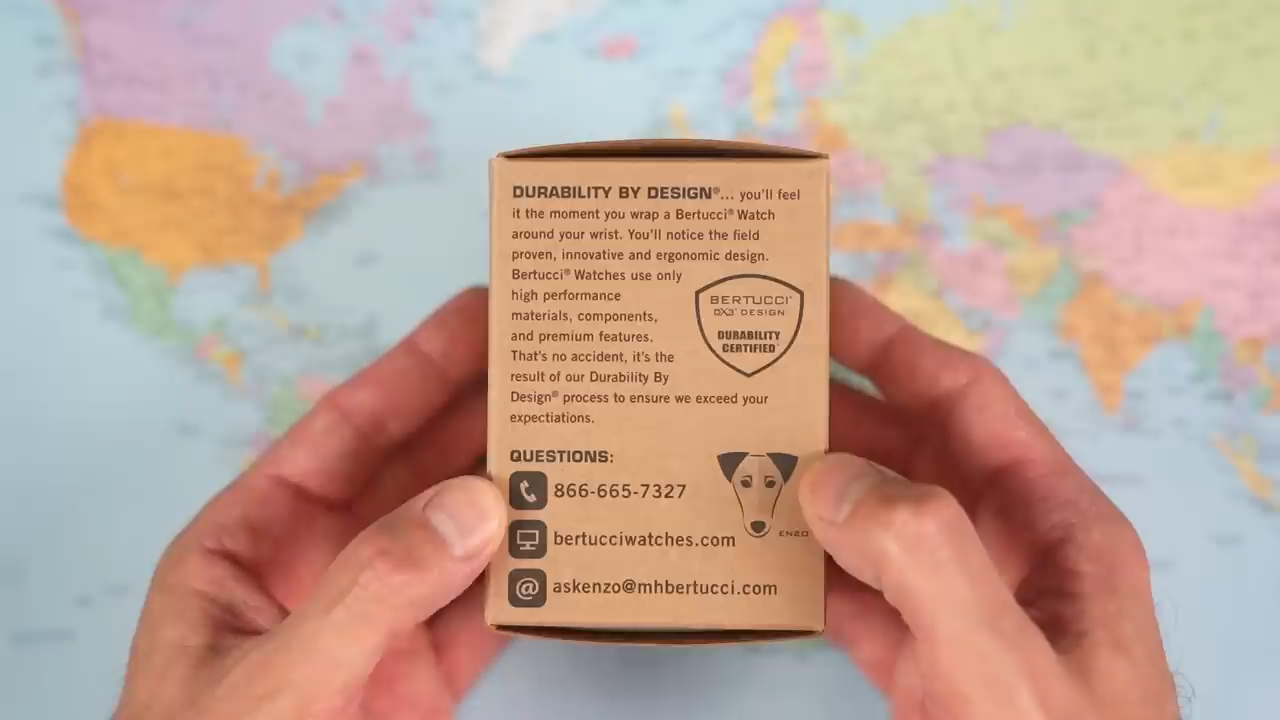 DURABILITY BY DESIGN®... you'll feel
it the moment you wrap a Bertucci® Watch
around your wrist. You'll notice the field
proven, innovative and ergonomic design.
Bertucci® Watches use only
high performance
materials, components,
and premium features.
That's no accident, it's the
result of our Durability By
Design® process to ensure we exceed your
expectiations.
BERTUCCI®
DX3® DESIGN
DURABILITY
CERTIFIED™
QUESTIONS:
866-665-7327
bertucciwatches.com
@ askenzo@mhbertucci.com
ENZO